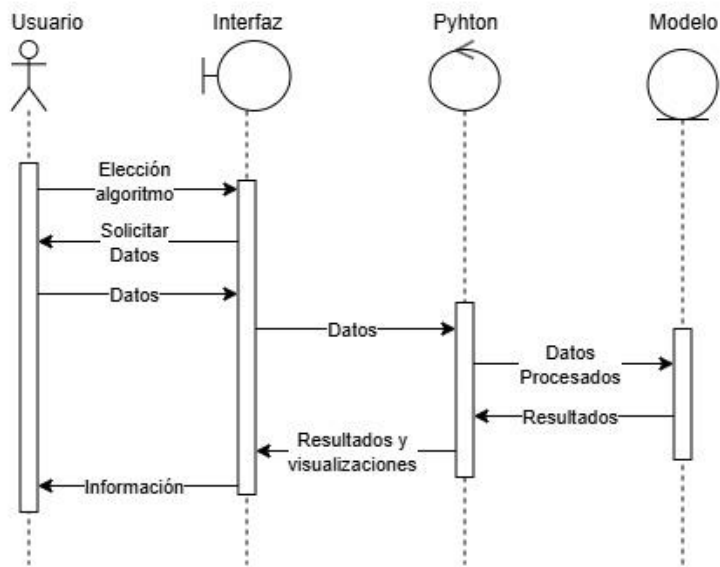 Usuario
Interfaz
Pyhton
Modelo
Elección
algoritmo
Solicitar
Datos
Datos
Datos
Datos
Procesados
Resultados
Resultados y
visualizaciones
Información